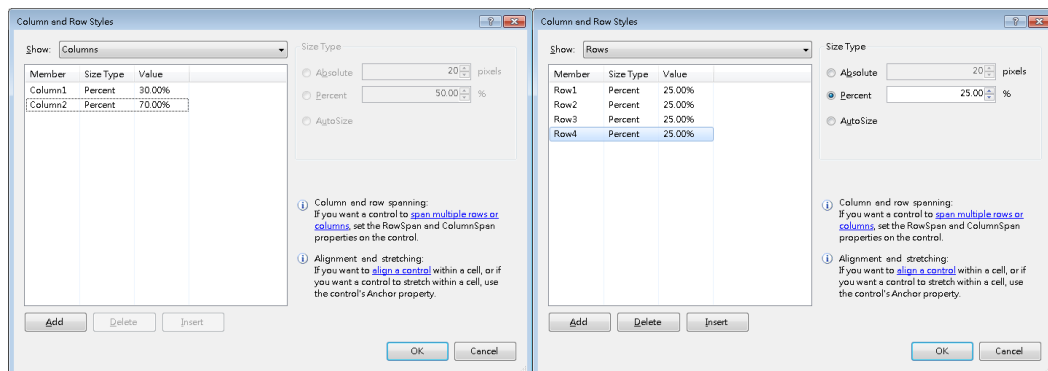 Column and Row Styles
Show: Columns
Member Size Type Value
Column1 Percent 30.00%
Column2 Percent 70.00%
Size Type
Absolute 20 pixels
Percent 50.00 %
AutoSize
Column and row spanning:
If you want a control to span multiple rows or
columns, set the RowSpan and ColumnSpan
properties on the control.
Alignment and stretching:
If you want to align a control within a cell, or if
you want a control to stretch within a cell, use
the control's Anchor property.
Add Delete Insert
OK Cancel
Column and Row Styles
Show: Rows
Member Size Type Value
Row1 Percent 25.00%
Row2 Percent 25.00%
Row3 Percent 25.00%
Row4 Percent 25.00%
Size Type
Absolute 20 pixels
Percent 25.00 %
AutoSize
Column and row spanning:
If you want a control to span multiple rows or
columns, set the RowSpan and ColumnSpan
properties on the control.
Alignment and stretching:
If you want to align a control within a cell, or if
you want a control to stretch within a cell, use
the control's Anchor property.
Add Delete Insert
OK Cancel